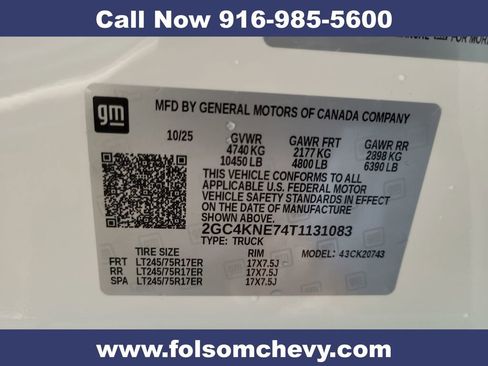 Call Now 916-985-5600
FOR MOR
gm
MFD BY GENERAL MOTORS OF CANADA COMPANY
10/25 GVWR GAWR FRT GAWR RR
4740 KG 2177 KG 2898 KG
10450 LB 4800 LB 6390 LB
THIS VEHICLE CONFORMS TO ALL
APPLICABLE U.S. FEDERAL MOTOR
VEHICLE SAFETY STANDARDS IN EFFECT
ON THE DATE OF MANUFACTURE
SHOWN ABOVE.
2GC4KNE74T1131083
TYPE: TRUCK MODEL: 43CK20743
TIRE SIZE RIM
FRT LT245/75R17ER 17X7.5J
RR LT245/75R17ER 17X7.5J
SPA LT245/75R17ER 17X7.5J
www.folsomchevy.com